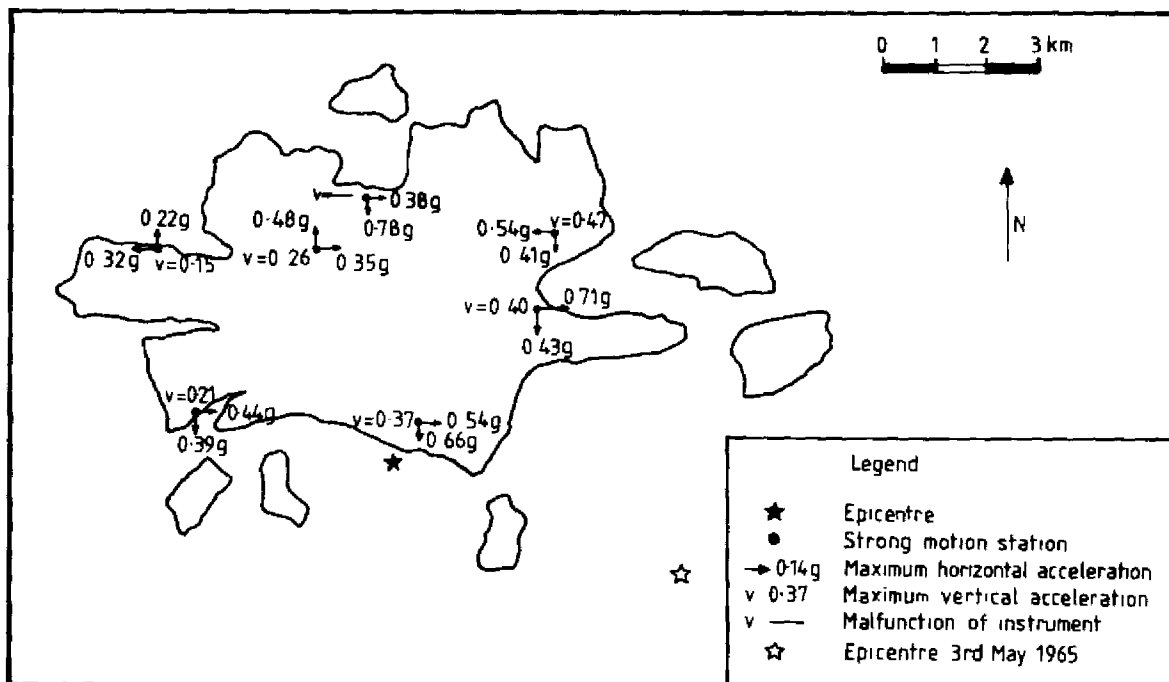 0 1 2 3 km
N
v —
0·38g
0·78g
0·48g
v=0 26
0 35g
0 22g
0 32g
v=0·15
0·54g
v=0·47
0 41g
v=0 40
0 71g
0 43g
v=0·21
0·44g
0·39g
v=0·37
0 54g
0 66g
Legend
Epicentre
Strong motion station
0·14g Maximum horizontal acceleration
v 0·37 Maximum vertical acceleration
v — Malfunction of instrument
Epicentre 3rd May 1965